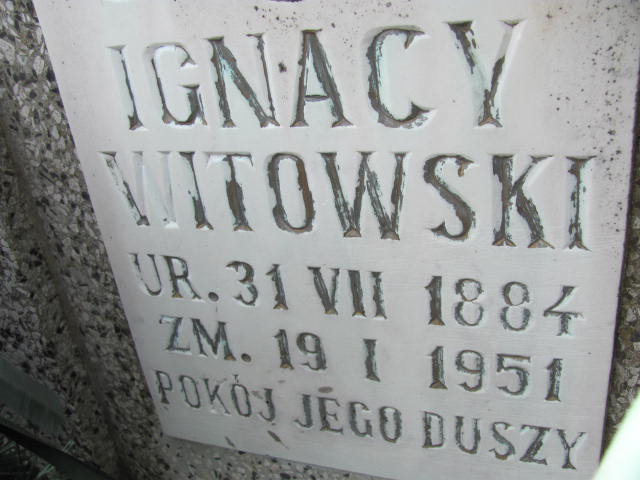 IGNACY
WITOWSKI
UR. 31 VII 1884
ZM. 19 I 1951
POKÓJ JEGO DUSZY